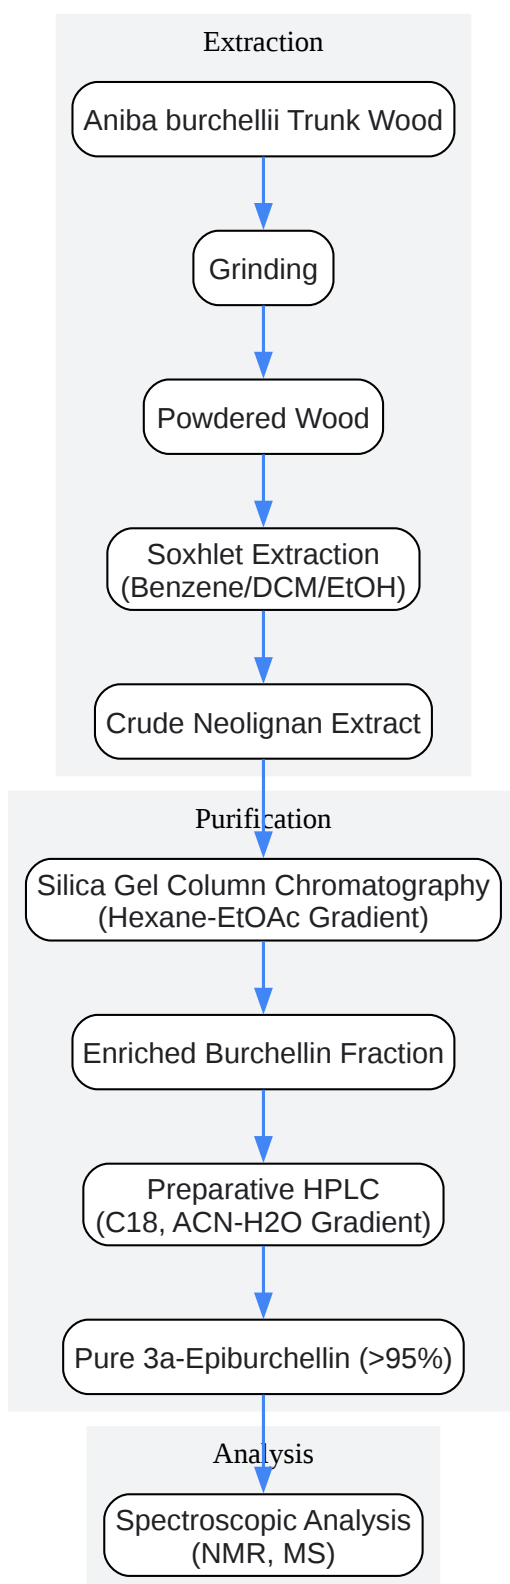 Extraction
Aniba burchellii Trunk Wood
Grinding
Powdered Wood
Soxhlet Extraction
(Benzene/DCM/EtOH)
Crude Neolignan Extract
Purification
Silica Gel Column Chromatography
(Hexane-EtOAc Gradient)
Enriched Burchellin Fraction
Preparative HPLC
(C18, ACN-H2O Gradient)
Pure 3a-Epiburchellin (>95%)
Analysis
Spectroscopic Analysis
(NMR, MS)